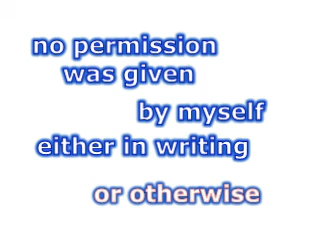 no permission
was given
by myself
either in writing
or otherwise